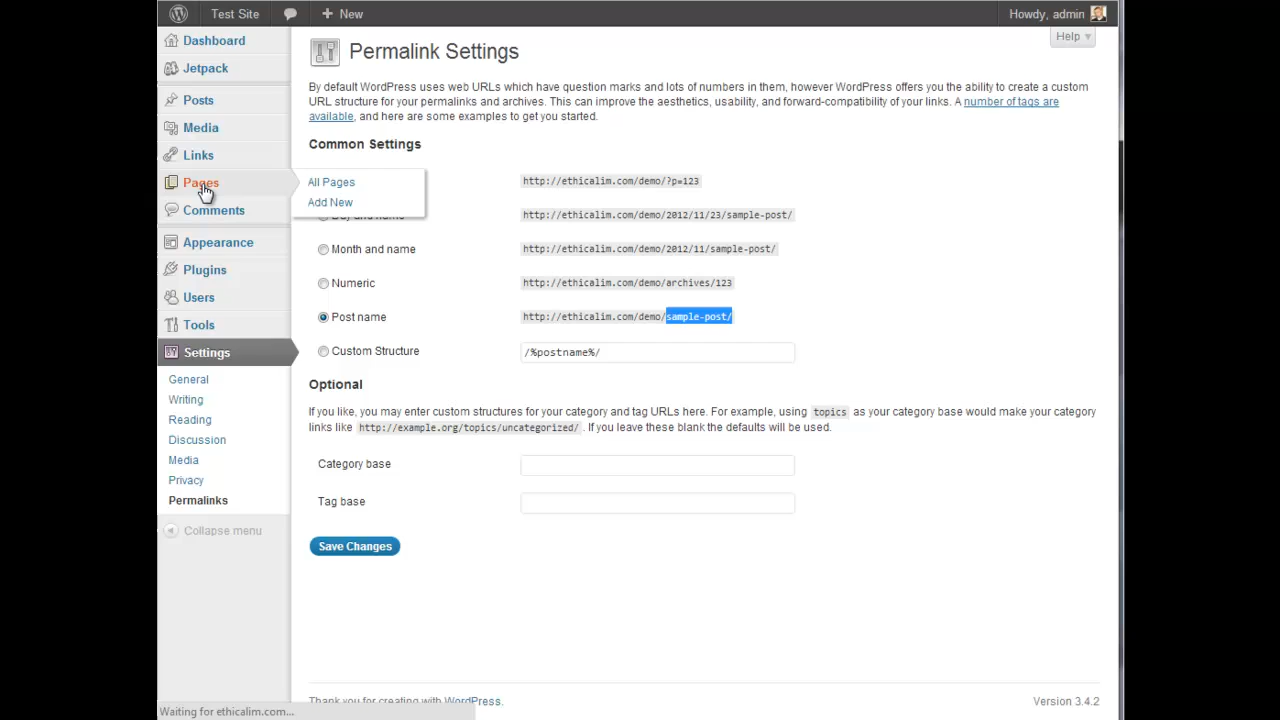 Test Site
New
Howdy, admin
Dashboard
Jetpack
Posts
Media
Links
Pages
Comments
Appearance
Plugins
Users
Tools
Settings
General
Writing
Reading
Discussion
Media
Privacy
Permalinks
Collapse menu
All Pages
Add New
Help
Permalink Settings
By default WordPress uses web URLs which have question marks and lots of numbers in them, however WordPress offers you the ability to create a custom
URL structure for your permalinks and archives. This can improve the aesthetics, usability, and forward-compatibility of your links. A number of tags are
available, and here are some examples to get you started.
Common Settings
http://ethicalim.com/demo/?p=123
http://ethicalim.com/demo/2012/11/23/sample-post/
Month and name http://ethicalim.com/demo/2012/11/sample-post/
Numeric http://ethicalim.com/demo/archives/123
Post name http://ethicalim.com/demo/sample-post/
Custom Structure /%postname%/
Optional
If you like, you may enter custom structures for your category and tag URLs here. For example, using topics as your category base would make your category
links like http://example.org/topics/uncategorized/ . If you leave these blank the defaults will be used.
Category base
Tag base
Save Changes
Thank you for creating with WordPress.
Version 3.4.2
Waiting for ethicalim.com...